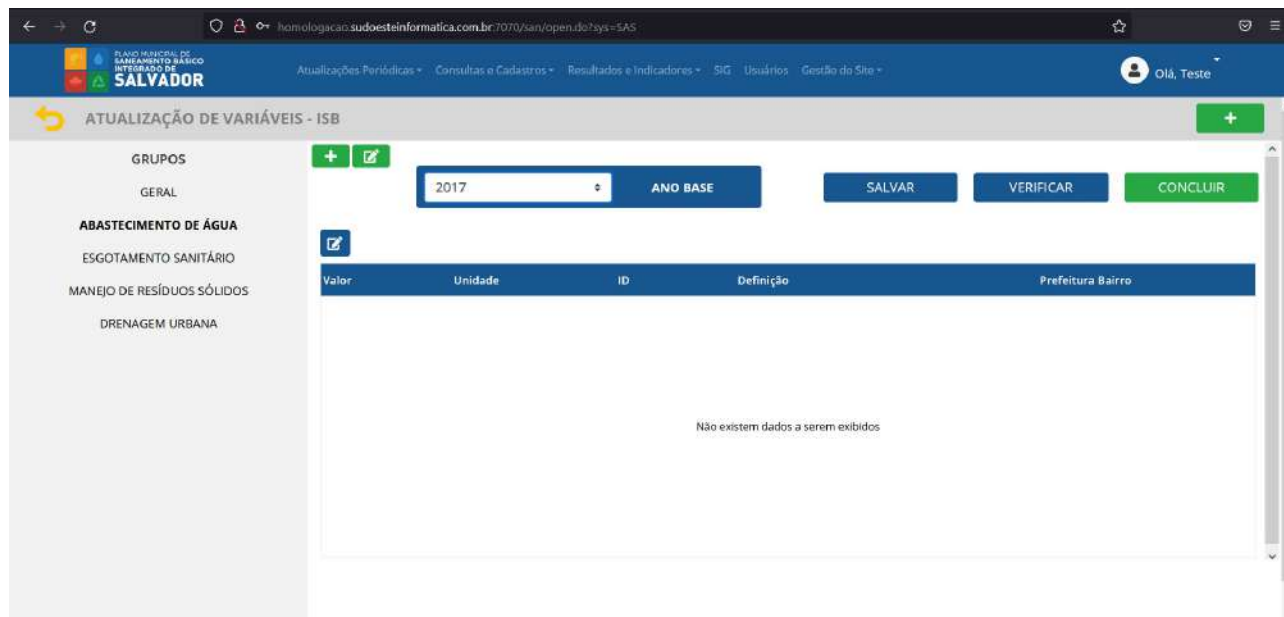 homologacao.sudoesteinformatica.com.br:7070/san/open.do?sys=SAS
PLANO MUNICIPAL DE
SANEAMENTO BÁSICO
INTEGRADO DE
SALVADOR
Atualizações Periódicas Consultas e Cadastros Resultados e Indicadores SIG Usuários Gestão do Site
Olá, Teste
ATUALIZAÇÃO DE VARIÁVEIS - ISB
+
GRUPOS
GERAL
ABASTECIMENTO DE ÁGUA
ESGOTAMENTO SANITÁRIO
MANEJO DE RESÍDUOS SÓLIDOS
DRENAGEM URBANA
+
2017 ANO BASE SALVAR VERIFICAR CONCLUIR
Valor Unidade ID Definição Prefeitura Bairro
Não existem dados a serem exibidos